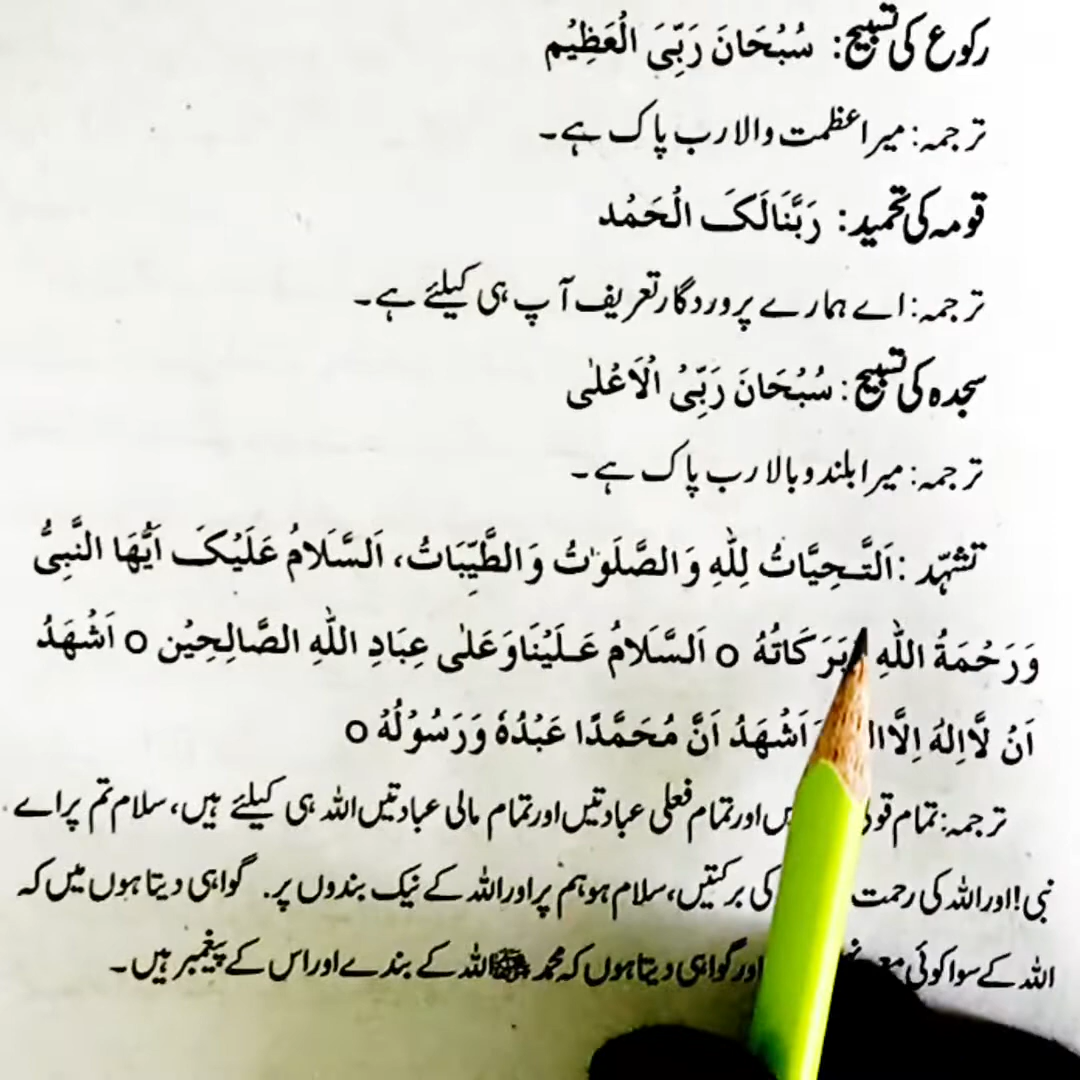 رکوع کی تسبیح: سُبْحَانَ رَبِّیَ الْعَظِیْم
ترجمہ: میرا عظمت والا رب پاک ہے۔
قومہ کی تحمید: رَبَّنَالَکَ الْحَمْد
ترجمہ: اے ہمارے پروردگار تعریف آپ ہی کیلئے ہے۔
سجدہ کی تسبیح: سُبْحَانَ رَبِّیْ الْاَعْلٰی
ترجمہ: میرا بلند و بالا رب پاک ہے۔
تشہّد: اَلتَّحِیَّاتُ لِلّٰہِ وَالصَّلَوٰتُ وَالطَّیِّبَاتُ، اَلسَّلَامُ عَلَیْکَ اَیُّھَا النَّبِیُّ
وَرَحْمَۃُ اللّٰہِ بَرَکَاتُہٗ o اَلسَّلَامُ عَلَیْنَاوَعَلٰی عِبَادِ اللّٰہِ الصَّالِحِیْن o اَشْھَدُ
اَنْ لَّااِلٰہَ اِلَّا اَشْھَدُ اَنَّ مُحَمَّدًا عَبْدُہٗ وَرَسُوْلُہٗ o
ترجمہ: تمام اور تمام فعلی عبادتیں اور تمام مالی عبادتیں اللہ ہی کیلئے ہیں، سلام تم پر اے
نبی! اور اللہ کی رحمت کی برکتیں، سلام ہو ہم پر اور اللہ کے نیک بندوں پر۔ گواہی دیتا ہوں میں کہ
اللہ کے سوا کوئی اور گواہی دیتا ہوں کہ محمد ﷺ اللہ کے بندے اور اس کے پیغمبر ہیں۔